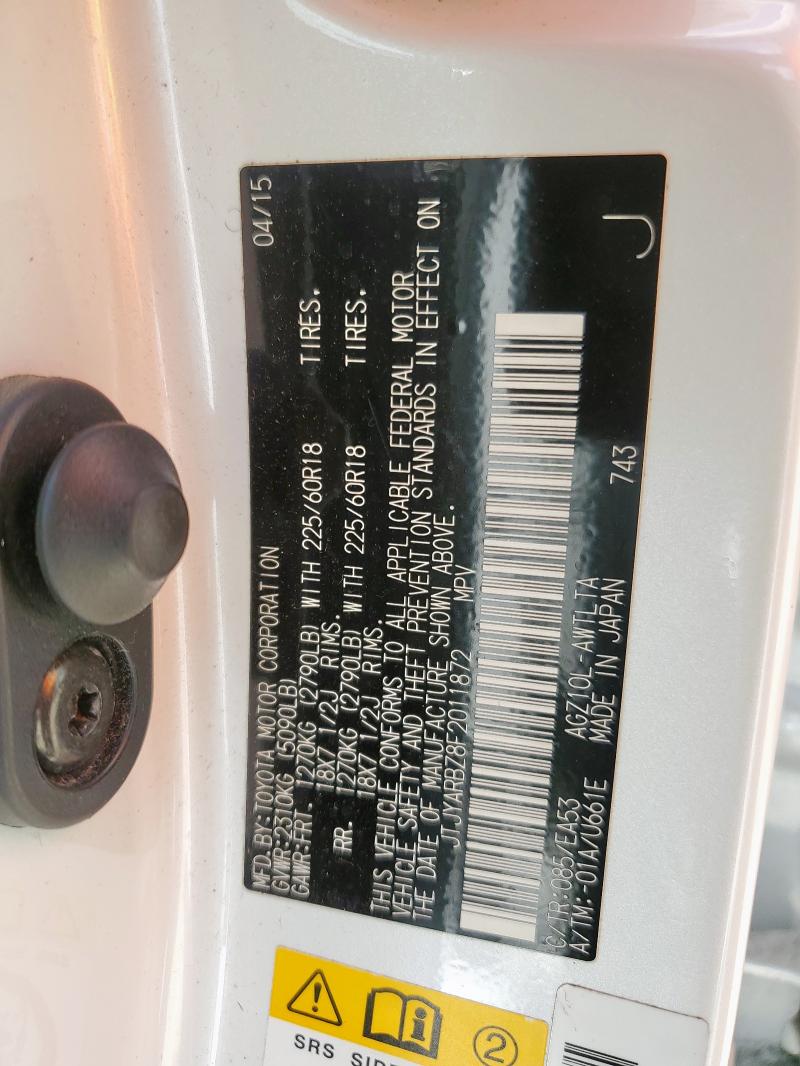 MFD.BY:TOYOTA MOTOR CORPORATION 04/15
GVWR:2310KG (5090LB)
GAWR:FRT. 1270KG (2790LB) WITH 225/60R18 TIRES.
18X7 1/2J RIMS.
RR. 1270KG (2790LB) WITH 225/60R18 TIRES.
18X7 1/2J RIMS.
THIS VEHICLE CONFORMS TO ALL APPLICABLE FEDERAL MOTOR
VEHICLE SAFETY AND THEFT PREVENTION STANDARDS IN EFFECT ON
THE DATE OF MANUFACTURE SHOWN ABOVE.
JTJYARBZ8F2011872 MPV
C/TR:085/EA53 AGZ10L-AWTLTA 743 J
A/TM:-01A/U661E MADE IN JAPAN
2
SRS